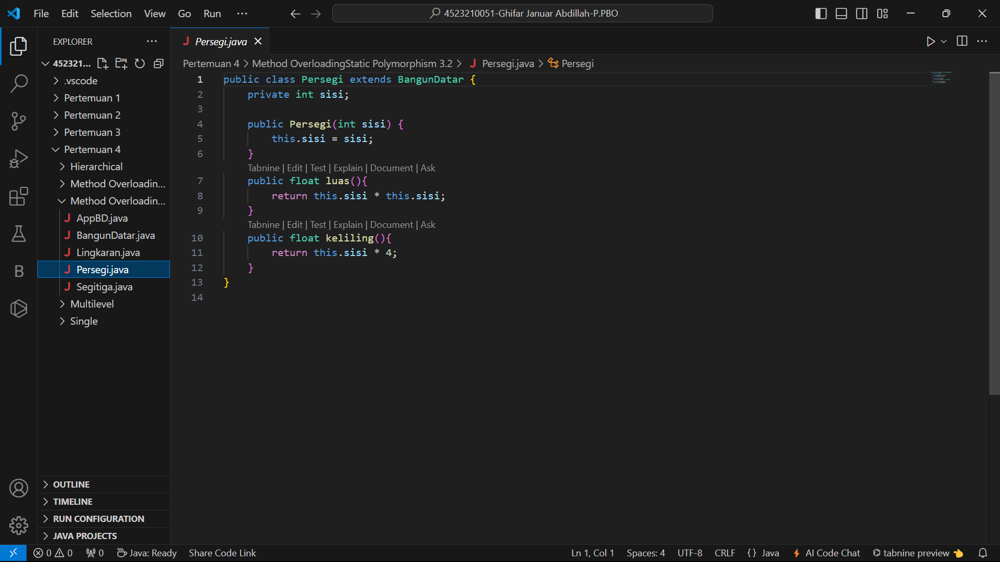 File Edit Selection View Go Run ··· 4523210051-Ghifar Januar Abdillah-P.PBO
EXPLORER ···
452321...
.vscode
Pertemuan 1
Pertemuan 2
Pertemuan 3
Pertemuan 4
Hierarchical
Method Overloadin...
Method Overloadin...
J AppBD.java
J BangunDatar.java
J Lingkaran.java
J Persegi.java
J Segitiga.java
Multilevel
Single
OUTLINE
TIMELINE
RUN CONFIGURATION
JAVA PROJECTS
B
J Persegi.java
Pertemuan 4 > Method OverloadingStatic Polymorphism 3.2 > J Persegi.java > Persegi
1 public class Persegi extends BangunDatar {
2 private int sisi;
3
4 public Persegi(int sisi) {
5 this.sisi = sisi;
6 }
Tabnine | Edit | Test | Explain | Document | Ask
7 public float luas(){
8 return this.sisi * this.sisi;
9 }
Tabnine | Edit | Test | Explain | Document | Ask
10 public float keliling(){
11 return this.sisi * 4;
12 }
13 }
14
0 0 0 Java: Ready Share Code Link Ln 1, Col 1 Spaces: 4 UTF-8 CRLF {} Java AI Code Chat tabnine preview 👈